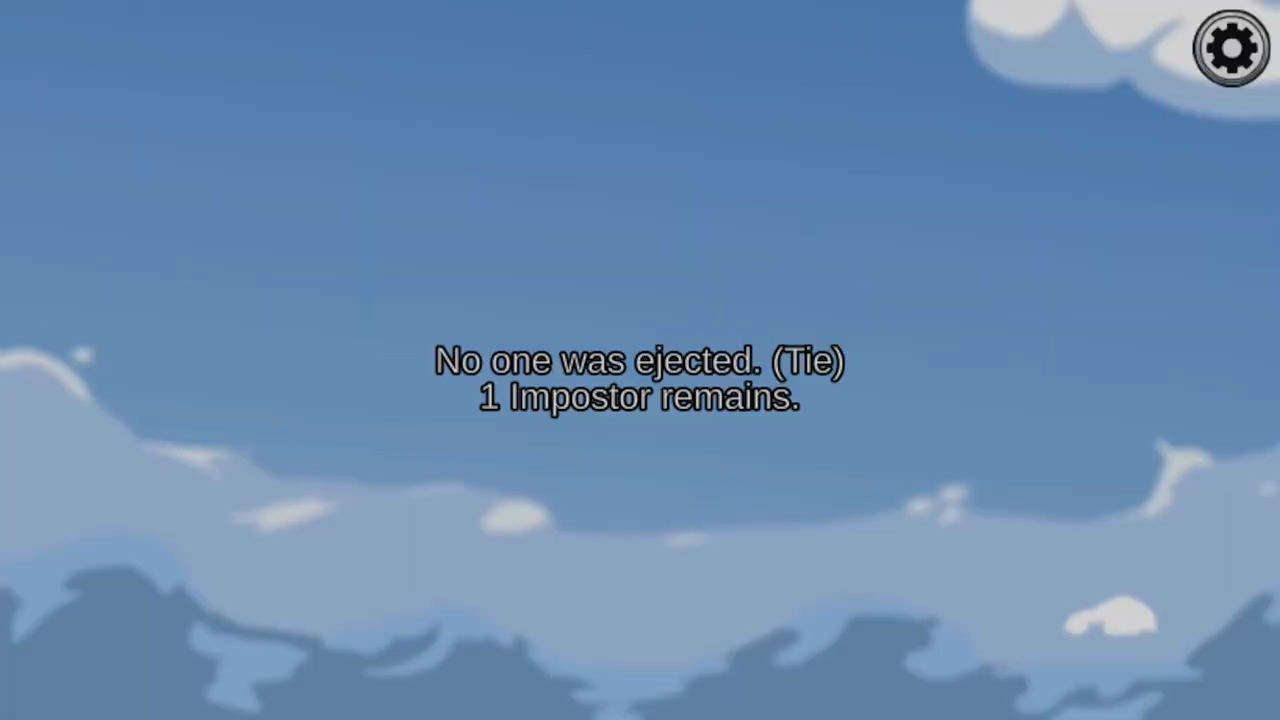 No one was ejected. (Tie)
1 Impostor remains.